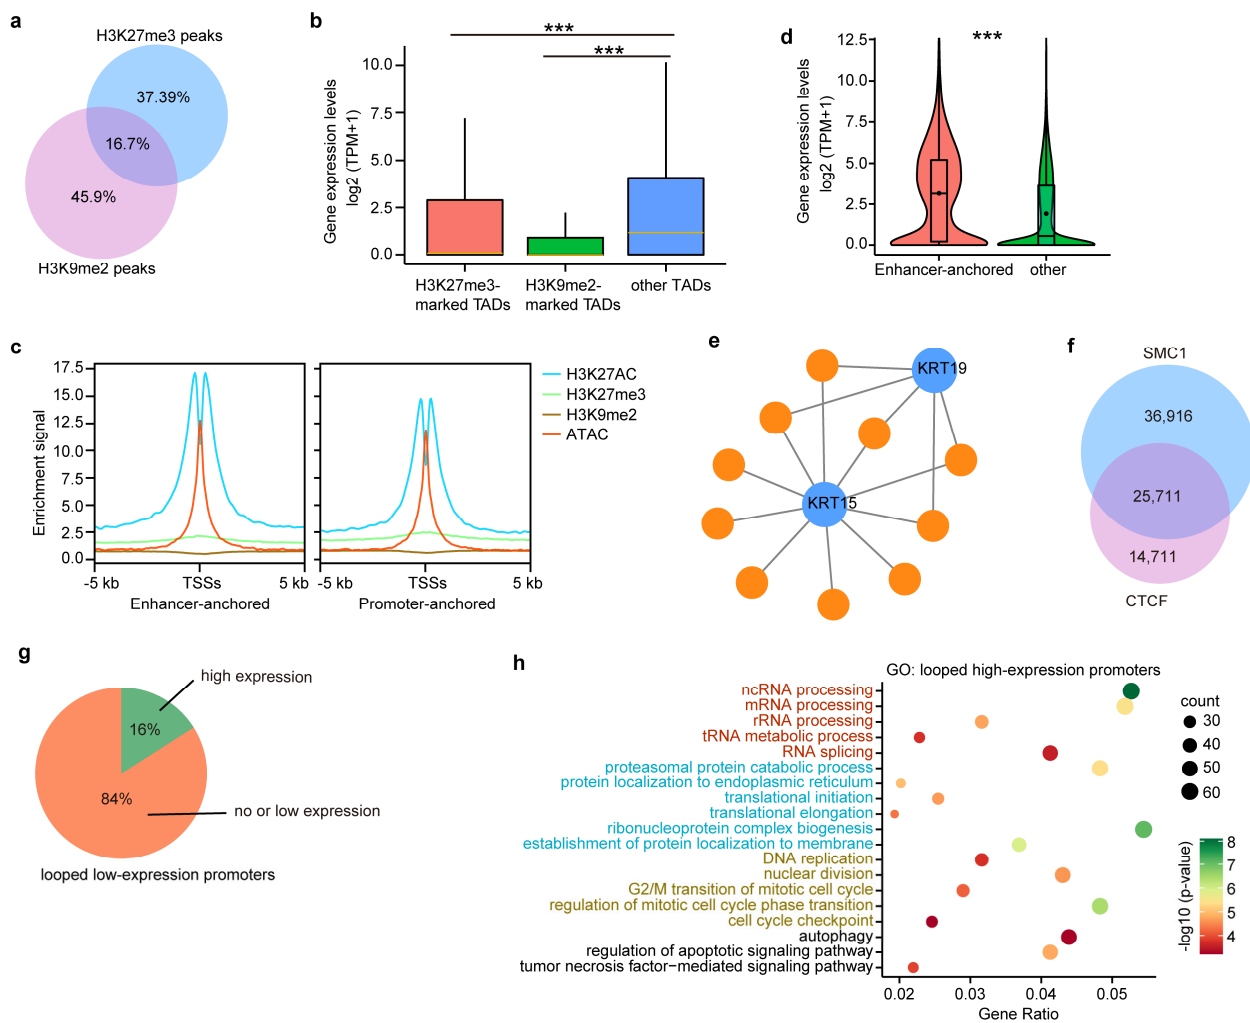 a
H3K27me3 peaks
37.39%
16.7%
45.9%
H3K9me2 peaks
b
***
***
Gene expression levels
log2 (TPM+1)
10.0
7.5
5.0
2.5
0.0
H3K27me3-
marked TADs
H3K9me2-
marked TADs
other TADs
d
***
Gene expression levels
log2 (TPM+1)
12.5
10.0
7.5
5.0
2.5
0.0
Enhancer-anchored
other
c
Enrichment signal
17.5
15.0
12.5
10.0
7.5
5.0
2.5
0.0
-5 kb
TSSs
5 kb
Enhancer-anchored
-5 kb
TSSs
5 kb
Promoter-anchored
H3K27AC
H3K27me3
H3K9me2
ATAC
e
KRT19
KRT15
f
SMC1
36,916
25,711
14,711
CTCF
g
high expression
16%
84%
no or low expression
looped low-expression promoters
h
GO: looped high-expression promoters
ncRNA processing
mRNA processing
rRNA processing
tRNA metabolic process
RNA splicing
proteasomal protein catabolic process
protein localization to endoplasmic reticulum
translational initiation
translational elongation
ribonucleoprotein complex biogenesis
establishment of protein localization to membrane
DNA replication
nuclear division
G2/M transition of mitotic cell cycle
regulation of mitotic cell cycle phase transition
cell cycle checkpoint
autophagy
regulation of apoptotic signaling pathway
tumor necrosis factor−mediated signaling pathway
0.02
0.03
0.04
0.05
Gene Ratio
count
30
40
50
60
-log10 (p-value)
8
7
6
5
4